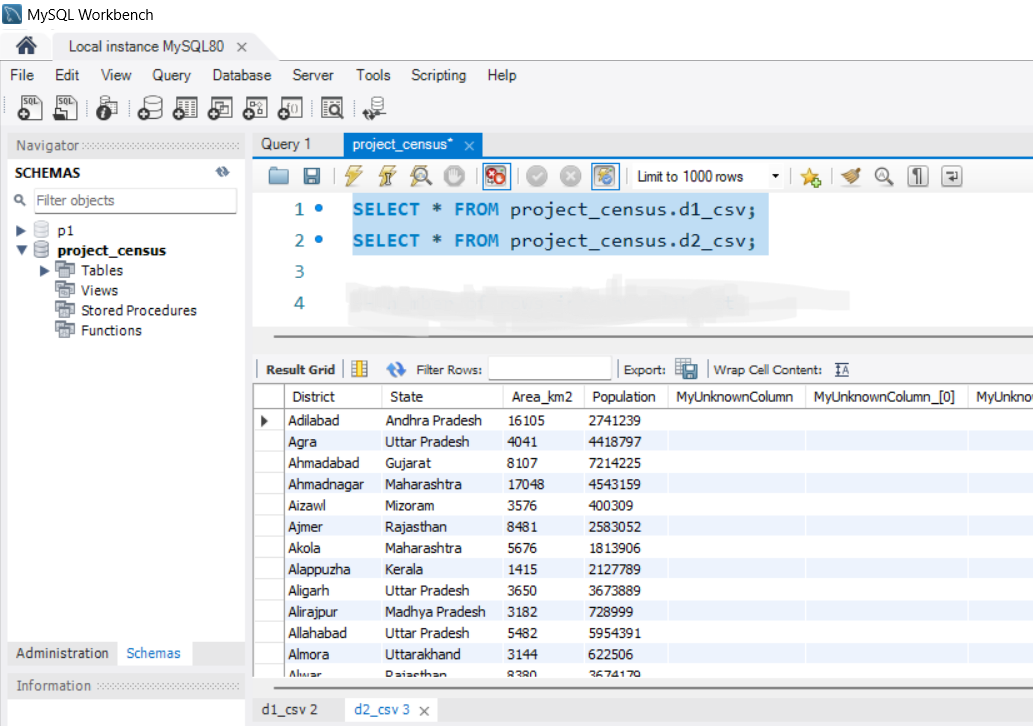 MySQL Workbench
Local instance MySQL80
File Edit View Query Database Server Tools Scripting Help
Navigator
SCHEMAS
Filter objects
p1
project_census
Tables
Views
Stored Procedures
Functions
Administration Schemas
Information
Query 1 project_census*
Limit to 1000 rows
1 SELECT * FROM project_census.d1_csv;
2 SELECT * FROM project_census.d2_csv;
3
4
Result Grid Filter Rows: Export: Wrap Cell Content:
District State Area_km2 Population MyUnknownColumn MyUnknownColumn_[0] MyUnkno
Adilabad Andhra Pradesh 16105 2741239
Agra Uttar Pradesh 4041 4418797
Ahmadabad Gujarat 8107 7214225
Ahmadnagar Maharashtra 17048 4543159
Aizawl Mizoram 3576 400309
Ajmer Rajasthan 8481 2583052
Akola Maharashtra 5676 1813906
Alappuzha Kerala 1415 2127789
Aligarh Uttar Pradesh 3650 3673889
Alirajpur Madhya Pradesh 3182 728999
Allahabad Uttar Pradesh 5482 5954391
Almora Uttarakhand 3144 622506
Alwar Rajasthan 8380 3674179
d1_csv 2 d2_csv 3